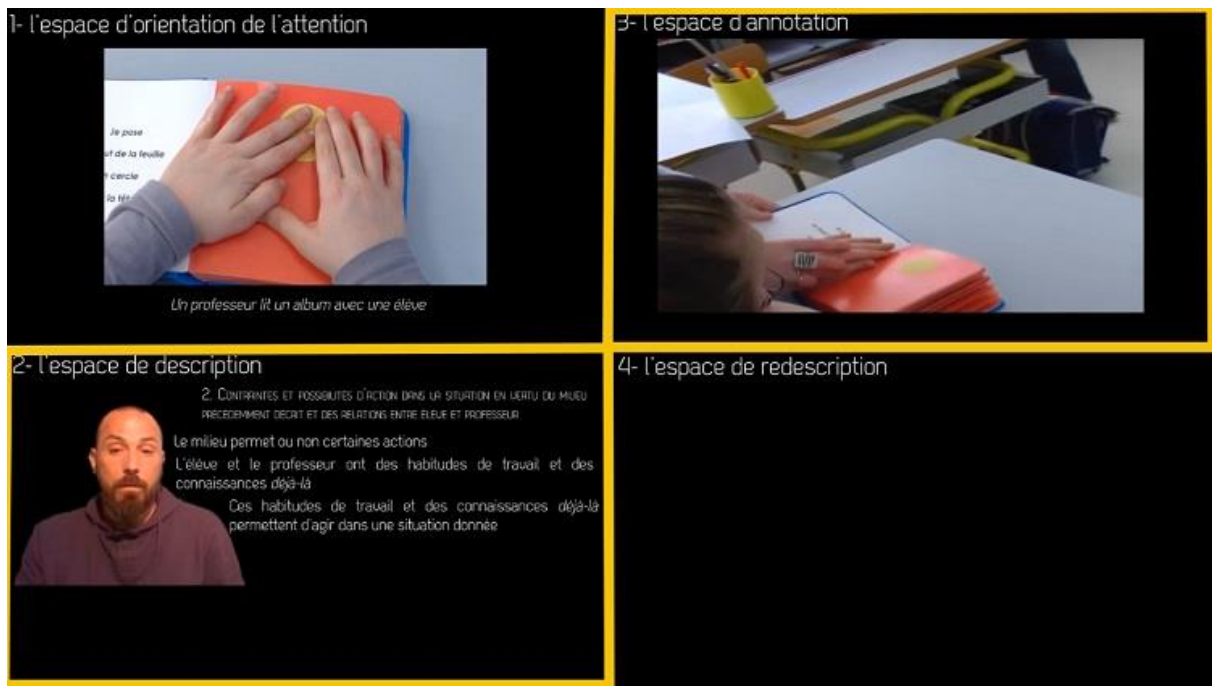 1- l'espace d'orientation de l'attention
Je pose
ut de la feuille
n cercle
la têt
Un professeur lit un album avec une élève
3- l'espace d'annotation
2- l'espace de description
2. CONTRAINTES ET POSSIBILITÉS D'ACTION DANS LA SITUATION EN VERTU DU MILIEU
PRÉCÉDEMMENT DÉCRIT ET DES RELATIONS ENTRE ÉLÈVE ET PROFESSEUR
Le milieu permet ou non certaines actions
L'élève et le professeur ont des habitudes de travail et des
connaissances déjà-là
Ces habitudes de travail et des connaissances déjà-là
permettent d'agir dans une situation donnée
4- l'espace de redescription